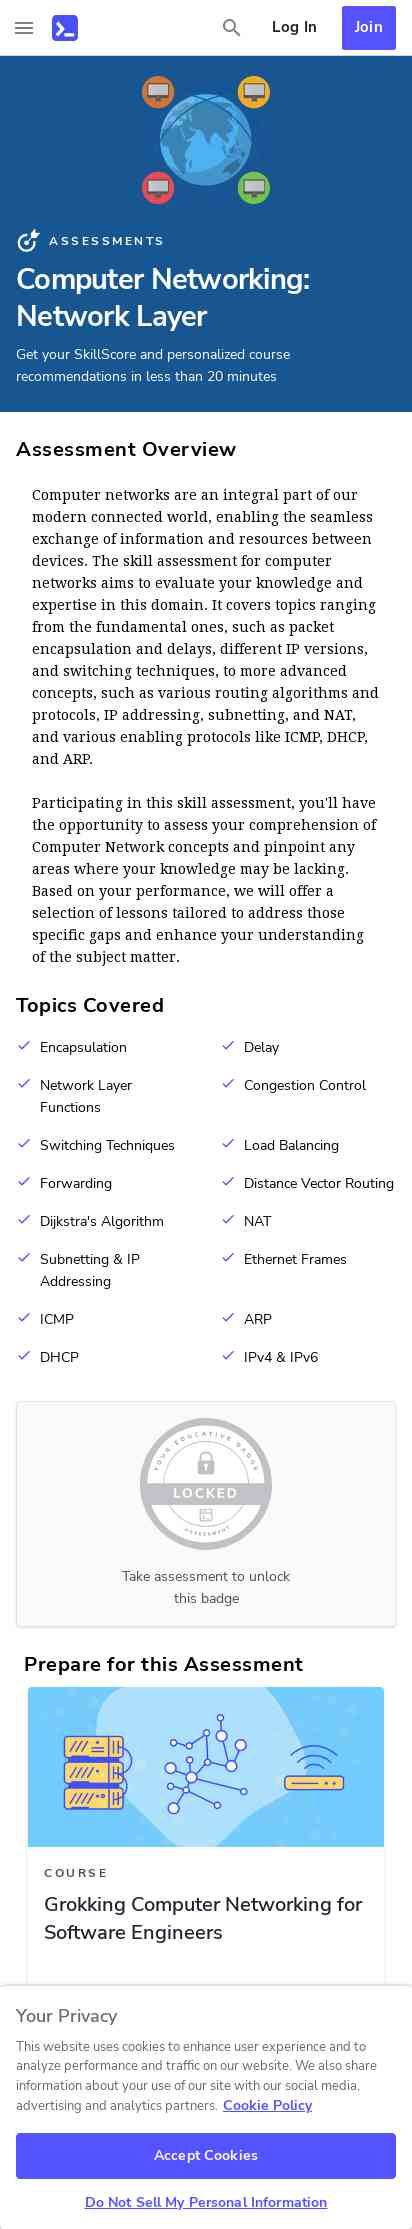 Log In
Join
ASSESSMENTS
Computer Networking:
Network Layer
Get your SkillScore and personalized course
recommendations in less than 20 minutes
Assessment Overview
Computer networks are an integral part of our
modern connected world, enabling the seamless
exchange of information and resources between
devices. The skill assessment for computer
networks aims to evaluate your knowledge and
expertise in this domain. It covers topics ranging
from the fundamental ones, such as packet
encapsulation and delays, different IP versions,
and switching techniques, to more advanced
concepts, such as various routing algorithms and
protocols, IP addressing, subnetting, and NAT,
and various enabling protocols like ICMP, DHCP,
and ARP.
Participating in this skill assessment, you'll have
the opportunity to assess your comprehension of
Computer Network concepts and pinpoint any
areas where your knowledge may be lacking.
Based on your performance, we will offer a
selection of lessons tailored to address those
specific gaps and enhance your understanding
of the subject matter.
Topics Covered
Encapsulation
Delay
Network Layer
Functions
Congestion Control
Switching Techniques
Load Balancing
Forwarding
Distance Vector Routing
Dijkstra's Algorithm
NAT
Subnetting & IP
Addressing
Ethernet Frames
ICMP
ARP
DHCP
IPv4 & IPv6
YOUR EDUCATIVE BADGE
LOCKED
ASSESSMENT
Take assessment to unlock
this badge
Prepare for this Assessment
COURSE
Grokking Computer Networking for
Software Engineers
Your Privacy
This website uses cookies to enhance user experience and to
analyze performance and traffic on our website. We also share
information about your use of our site with our social media,
advertising and analytics partners. Cookie Policy
Accept Cookies
Do Not Sell My Personal Information